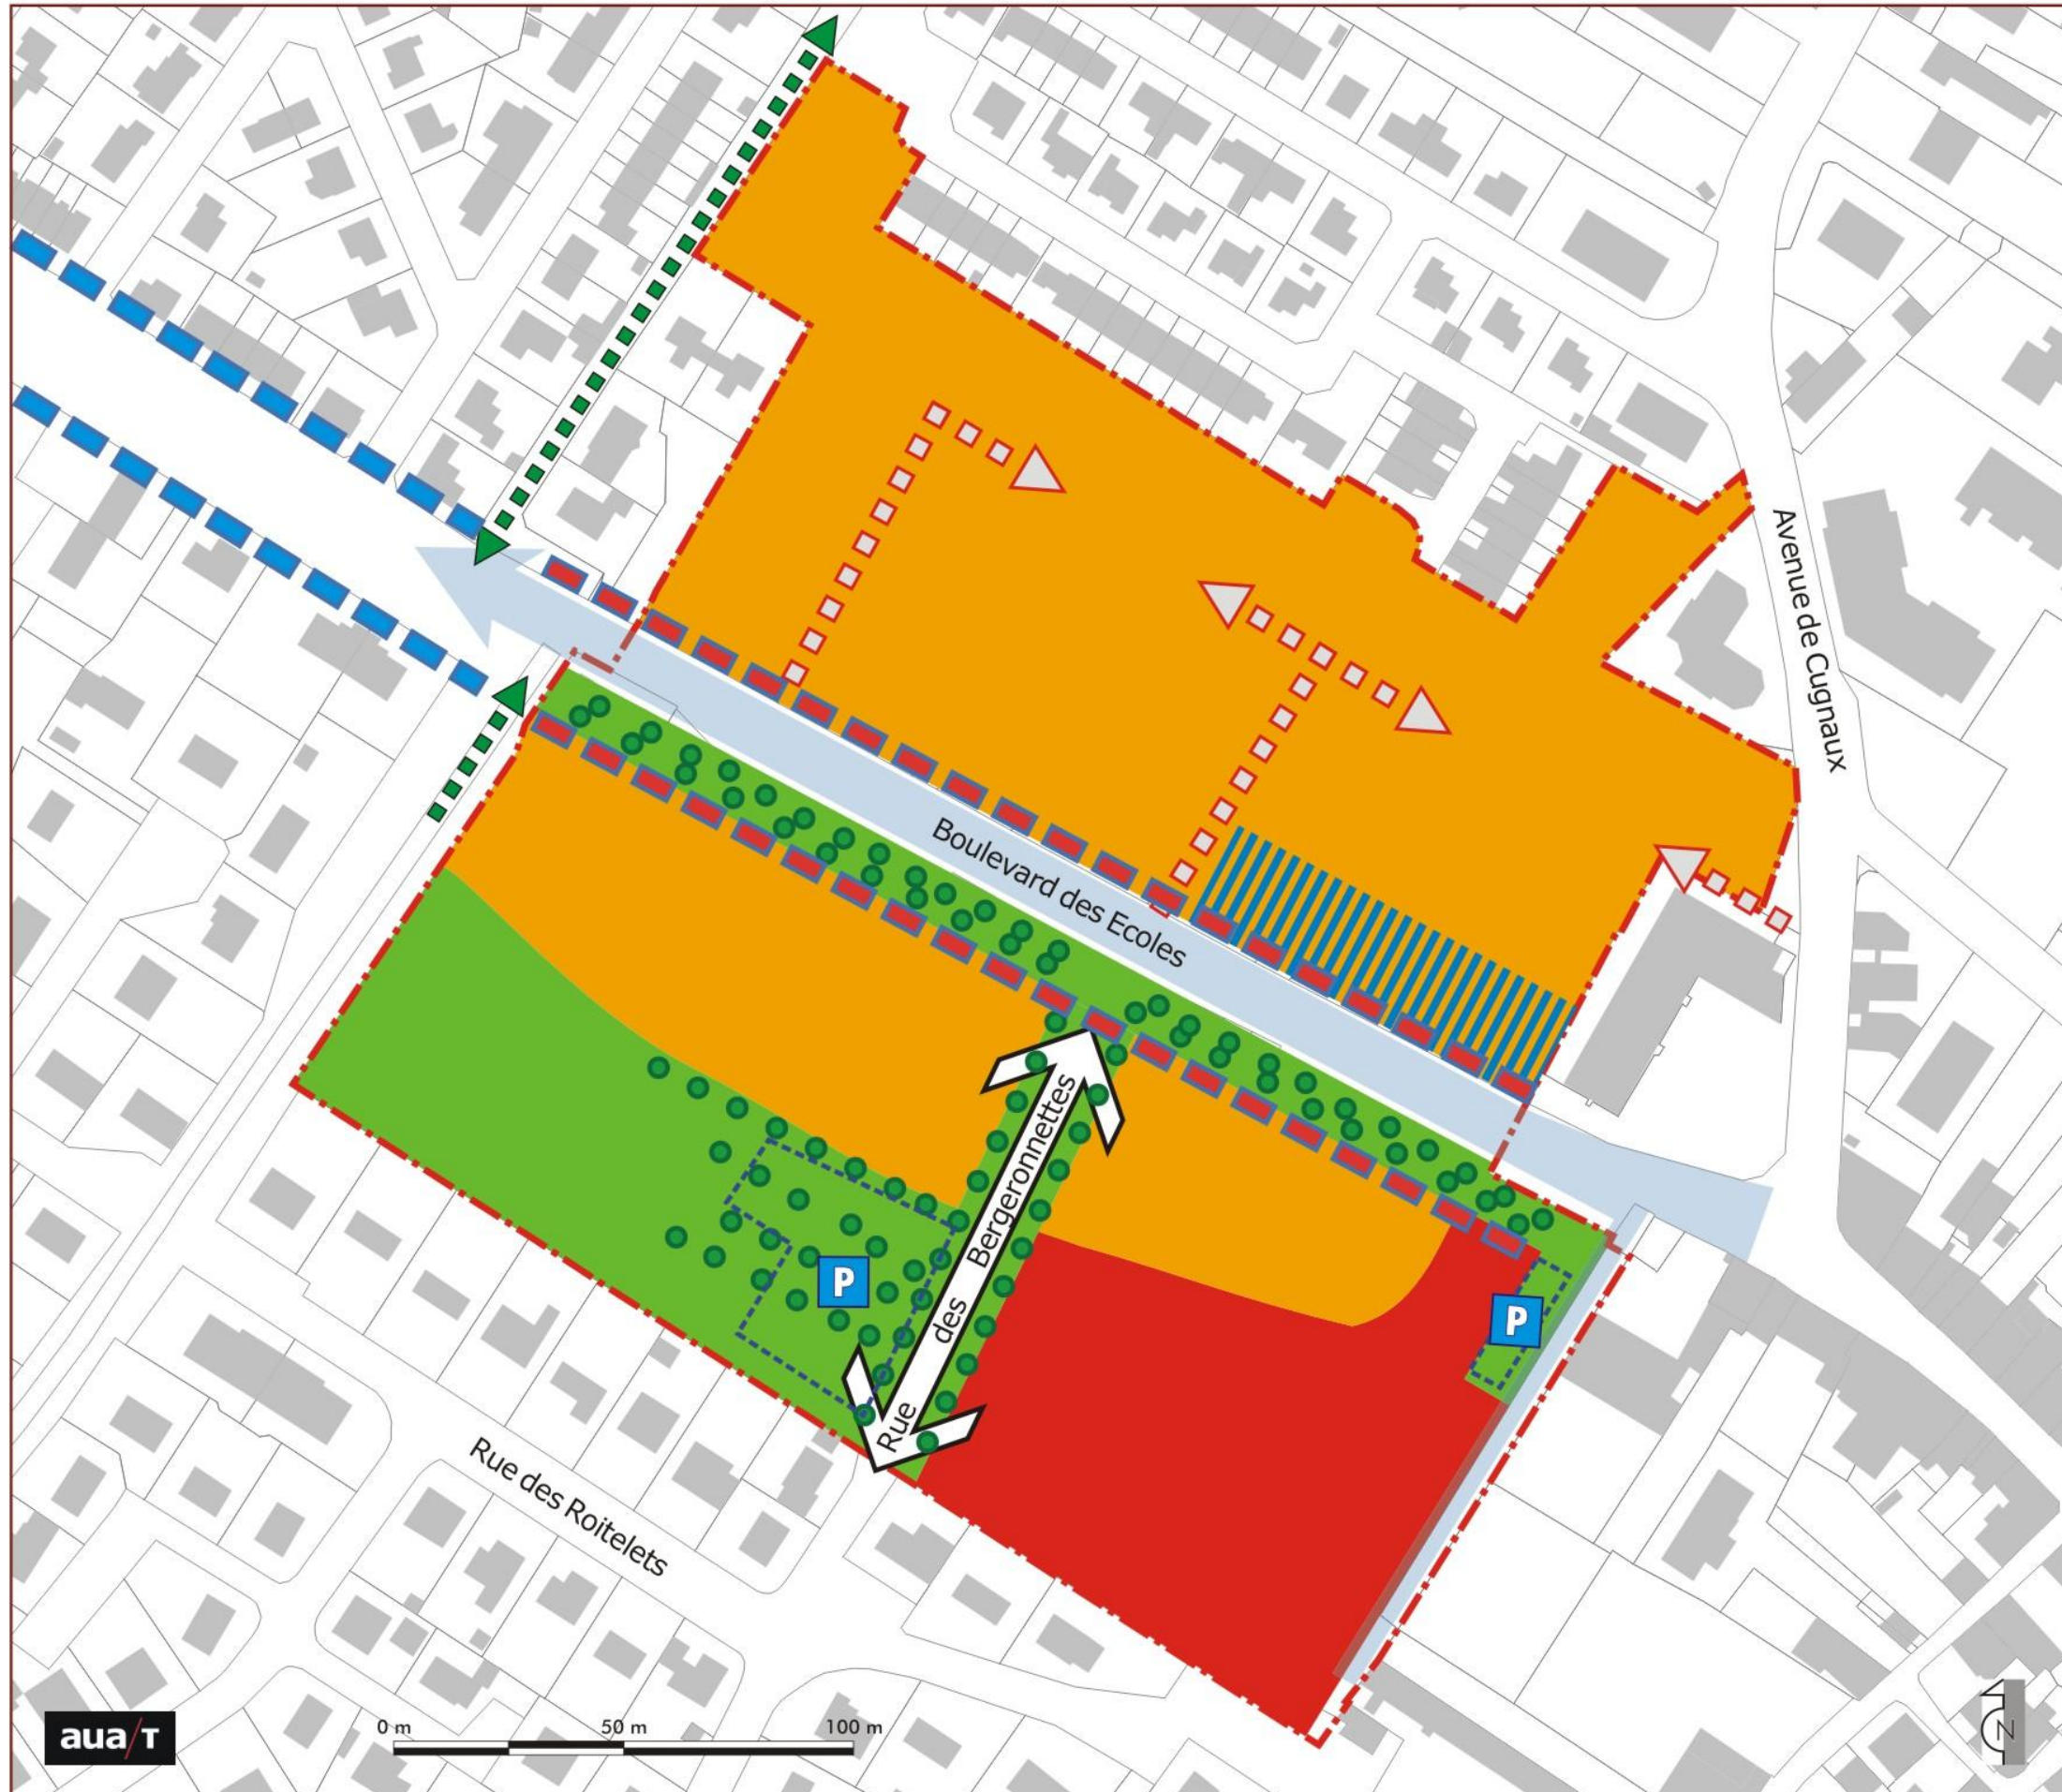 Avenue de Cugnaux
Boulevard des Ecoles
Rue des Bergeronnettes
P
P
Rue des Roitelets
0 m 50 m 100 m
aua/T
N